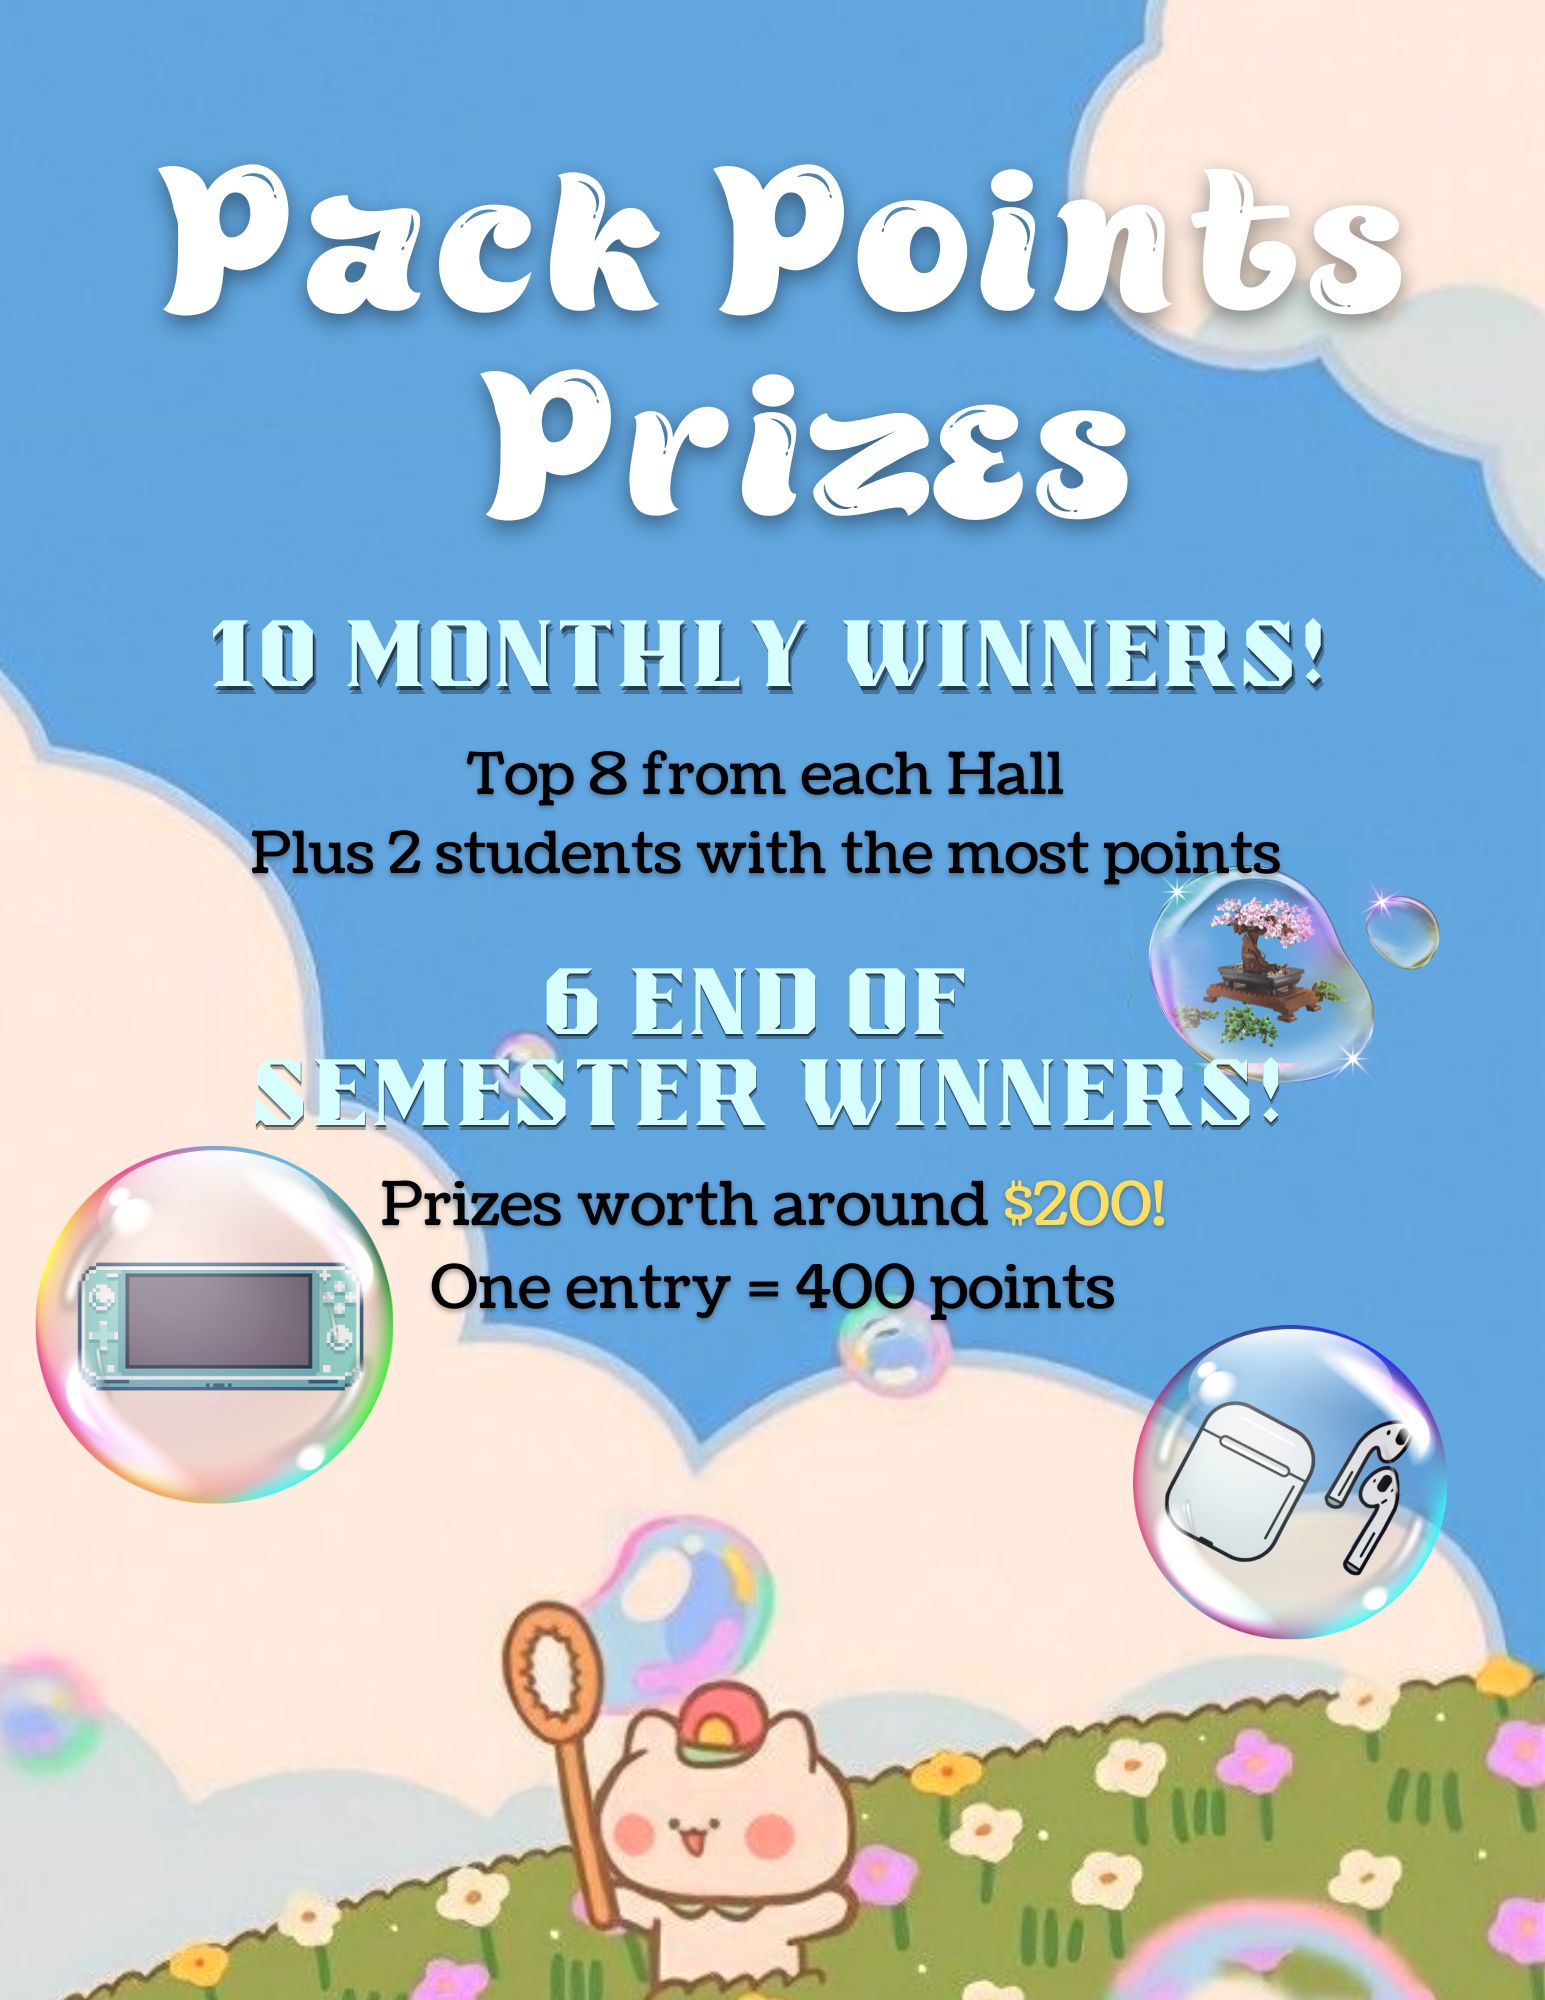 Pack Points
Prizes
10 MONTHLY WINNERS!
Top 8 from each Hall
Plus 2 students with the most points
6 END OF
SEMESTER WINNERS!
Prizes worth around $200!
One entry = 400 points